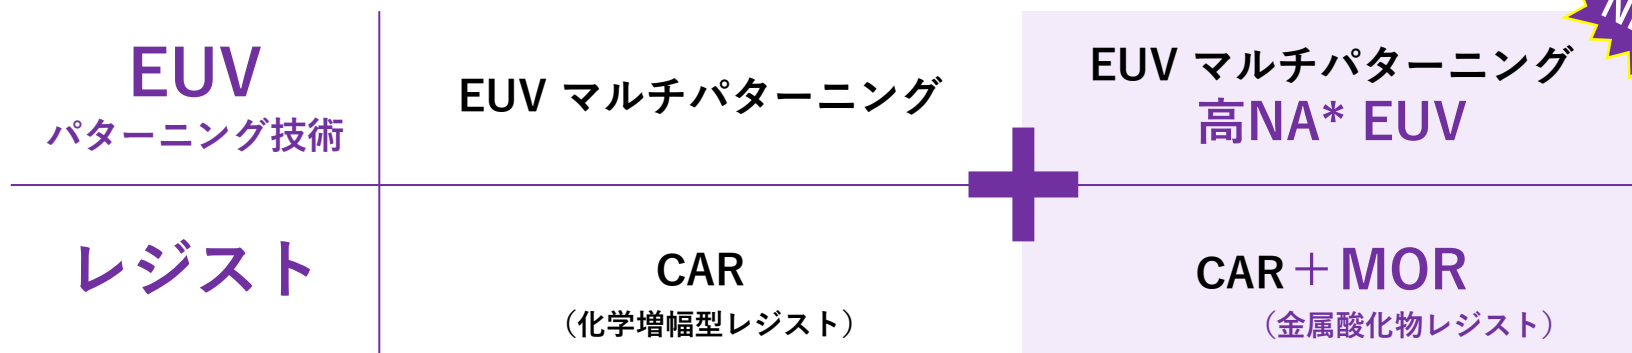 EUV
パターニング技術
EUV マルチパターニング
EUV マルチパターニング
高NA* EUV
レジスト
CAR
（化学増幅型レジスト）
CAR＋MOR
（金属酸化物レジスト）